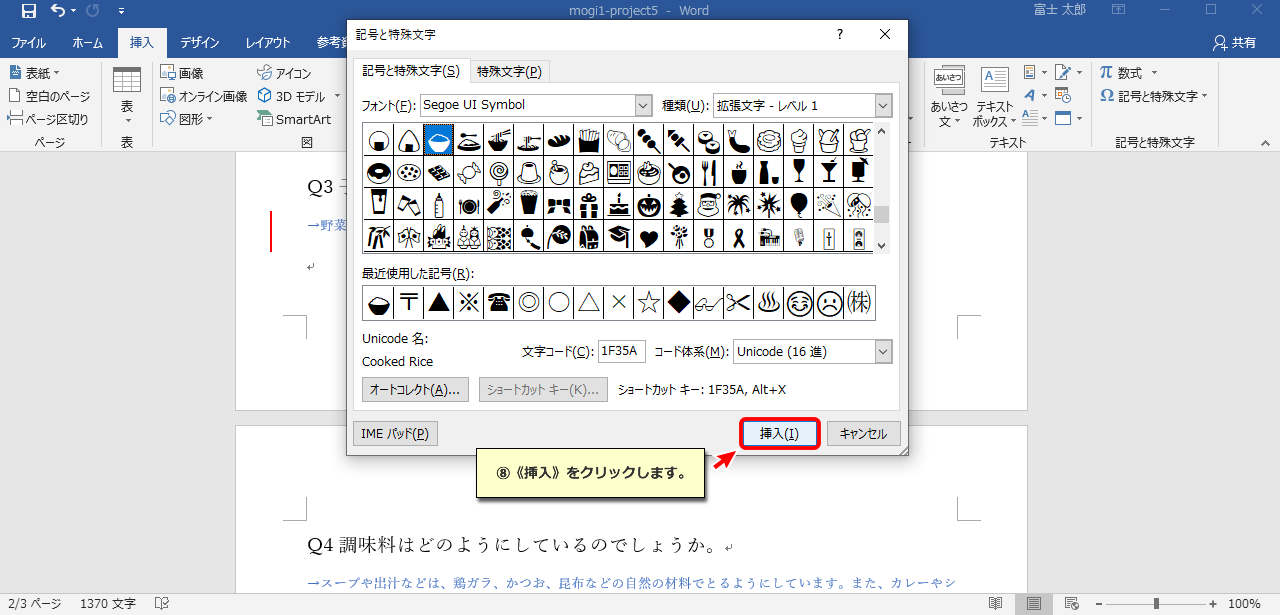 mogi1-project5 - Word
富士 太郎
ファイル
ホーム
挿入
デザイン
レイアウト
参考資
共有
表紙
空白のページ
ページ区切り
ページ
表
表
画像
オンライン画像
図形
アイコン
3D モデル
SmartArt
図
あいさつ
あいさつ
文
A
テキスト
ボックス
テキスト
π 数式
Ω 記号と特殊文字
記号と特殊文字
記号と特殊文字
?
記号と特殊文字(S)
特殊文字(P)
フォント(F): Segoe UI Symbol
種類(U): 拡張文字 - レベル 1
最近使用した記号(R):
〒 ▲ ※ ☎ ◎ ○ △ × ☆ ◆ ✂ ♨ ㈱
Unicode 名:
Cooked Rice
文字コード(C): 1F35A
コード体系(M): Unicode (16 進)
オートコレクト(A)...
ショートカット キー(K)...
ショートカット キー: 1F35A, Alt+X
IME パッド(P)
挿入(I)
キャンセル
⑧《挿入》をクリックします。
Q3
→野菜
Q4 調味料はどのようにしているのでしょうか。
→スープや出汁などは、鶏ガラ、かつお、昆布などの自然の材料でとるようにしています。また、カレーやシ
2/3 ページ
1370 文字
100%